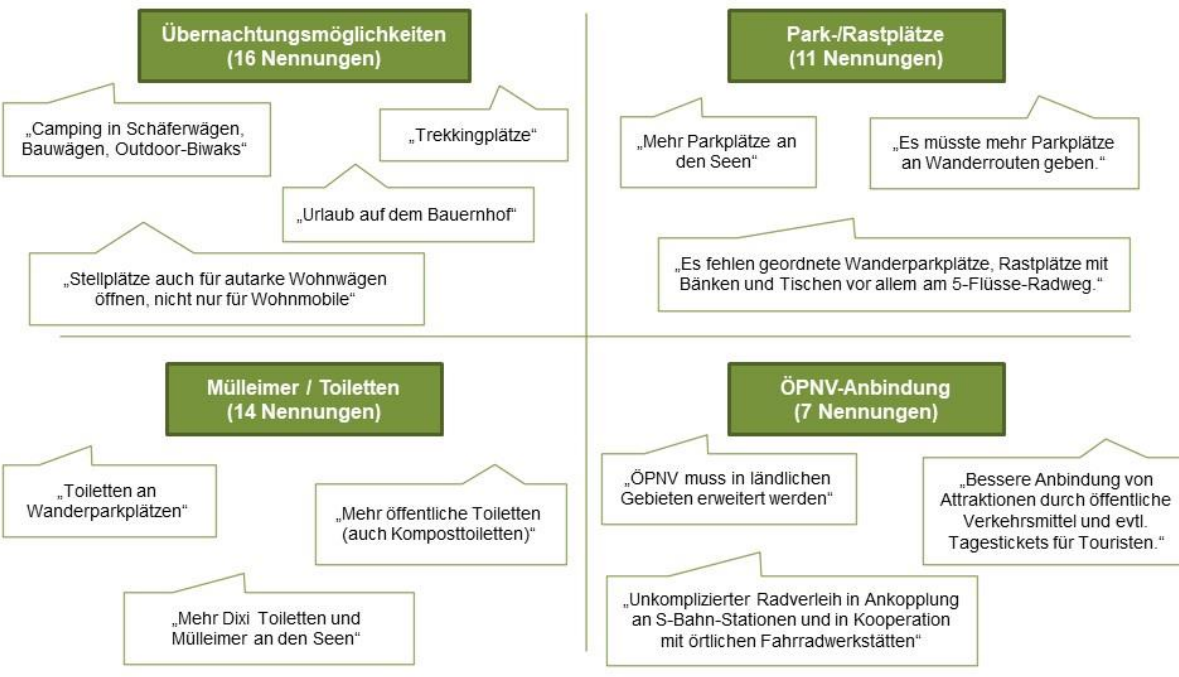 Übernachtungsmöglichkeiten
(16 Nennungen)
„Camping in Schäferwägen,
Bauwägen, Outdoor-Biwaks“
„Trekkingplätze“
„Urlaub auf dem Bauernhof“
„Stellplätze auch für autarke Wohnwägen
öffnen, nicht nur für Wohnmobile“
Park-/Rastplätze
(11 Nennungen)
„Mehr Parkplätze an
den Seen“
„Es müsste mehr Parkplätze
an Wanderrouten geben.“
„Es fehlen geordnete Wanderparkplätze, Rastplätze mit
Bänken und Tischen vor allem am 5-Flüsse-Radweg.“
Mülleimer / Toiletten
(14 Nennungen)
„Toiletten an
Wanderparkplätzen“
„Mehr öffentliche Toiletten
(auch Komposttoiletten)“
„Mehr Dixi Toiletten und
Mülleimer an den Seen“
ÖPNV-Anbindung
(7 Nennungen)
„ÖPNV muss in ländlichen
Gebieten erweitert werden“
„Bessere Anbindung von
Attraktionen durch öffentliche
Verkehrsmittel und evtl.
Tagestickets für Touristen.“
„Unkomplizierter Radverleih in Ankopplung
an S-Bahn-Stationen und in Kooperation
mit örtlichen Fahrradwerkstätten“